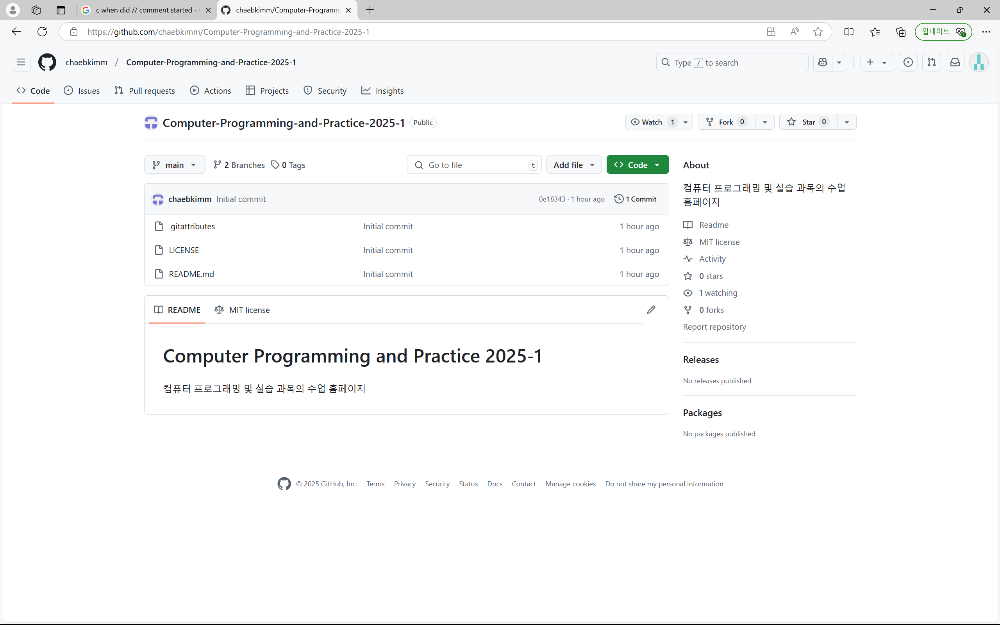 c when did // comment started -
chaebkimm/Computer-Programm
https://github.com/chaebkimm/Computer-Programming-and-Practice-2025-1
업데이트
chaebkimm / Computer-Programming-and-Practice-2025-1
Type / to search
Code
Issues
Pull requests
Actions
Projects
Security
Insights
Computer-Programming-and-Practice-2025-1 Public
Watch 1
Fork 0
Star 0
main
2 Branches
0 Tags
Go to file t
Add file
Code
chaebkimm Initial commit 0e18343 · 1 hour ago 1 Commit
.gitattributes Initial commit 1 hour ago
LICENSE Initial commit 1 hour ago
README.md Initial commit 1 hour ago
README
MIT license
Computer Programming and Practice 2025-1
컴퓨터 프로그래밍 및 실습 과목의 수업 홈페이지
About
컴퓨터 프로그래밍 및 실습 과목의 수업
홈페이지
Readme
MIT license
Activity
0 stars
1 watching
0 forks
Report repository
Releases
No releases published
Packages
No packages published
© 2025 GitHub, Inc. Terms Privacy Security Status Docs Contact Manage cookies Do not share my personal information